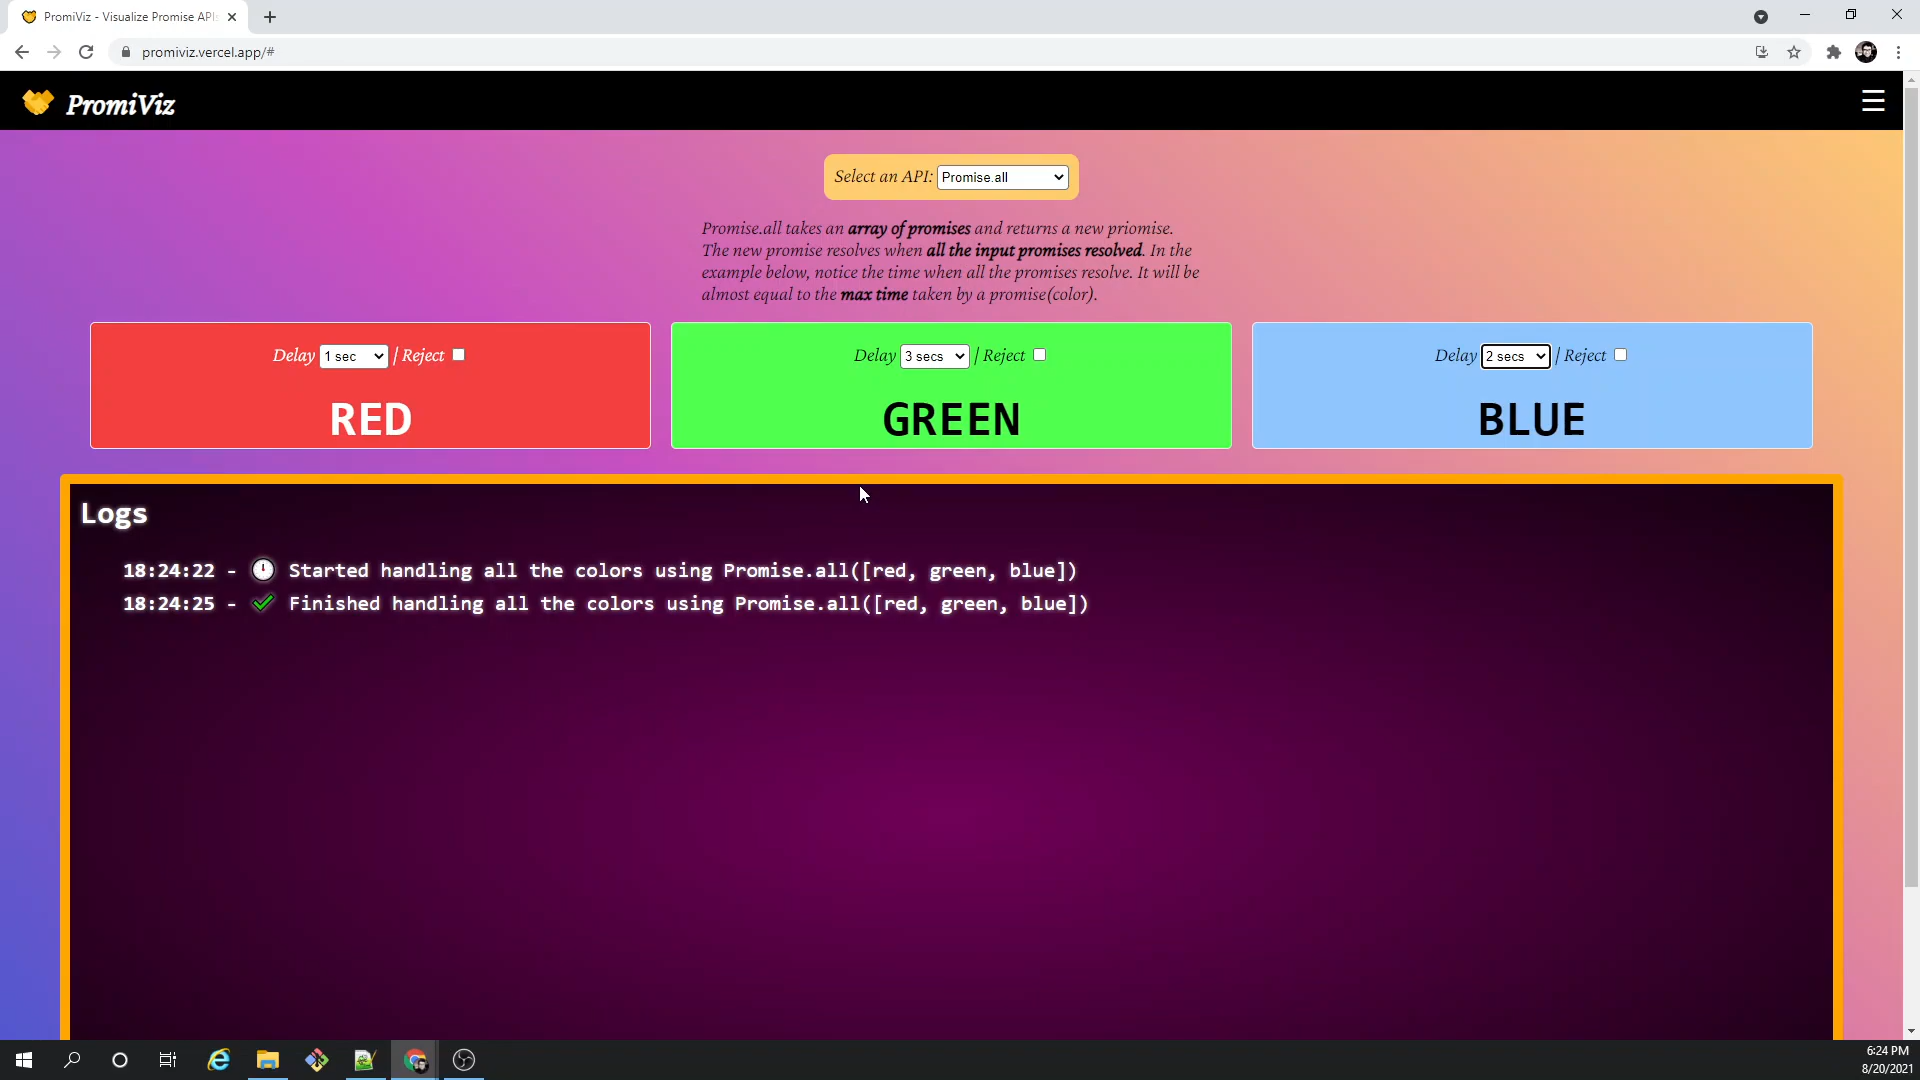 PromiViz - Visualize Promise APIs
promiviz.vercel.app/#
PromiViz
Select an API: Promise.all
Promise.all takes an array of promises and returns a new priomise.
The new promise resolves when all the input promises resolved. In the
example below, notice the time when all the promises resolve. It will be
almost equal to the max time taken by a promise(color).
Delay 1 sec | Reject
RED
Delay 3 secs | Reject
GREEN
Delay 2 secs | Reject
BLUE
Logs
18:24:22 - Started handling all the colors using Promise.all([red, green, blue])
18:24:25 - ✔ Finished handling all the colors using Promise.all([red, green, blue])
6:24 PM
8/20/2021